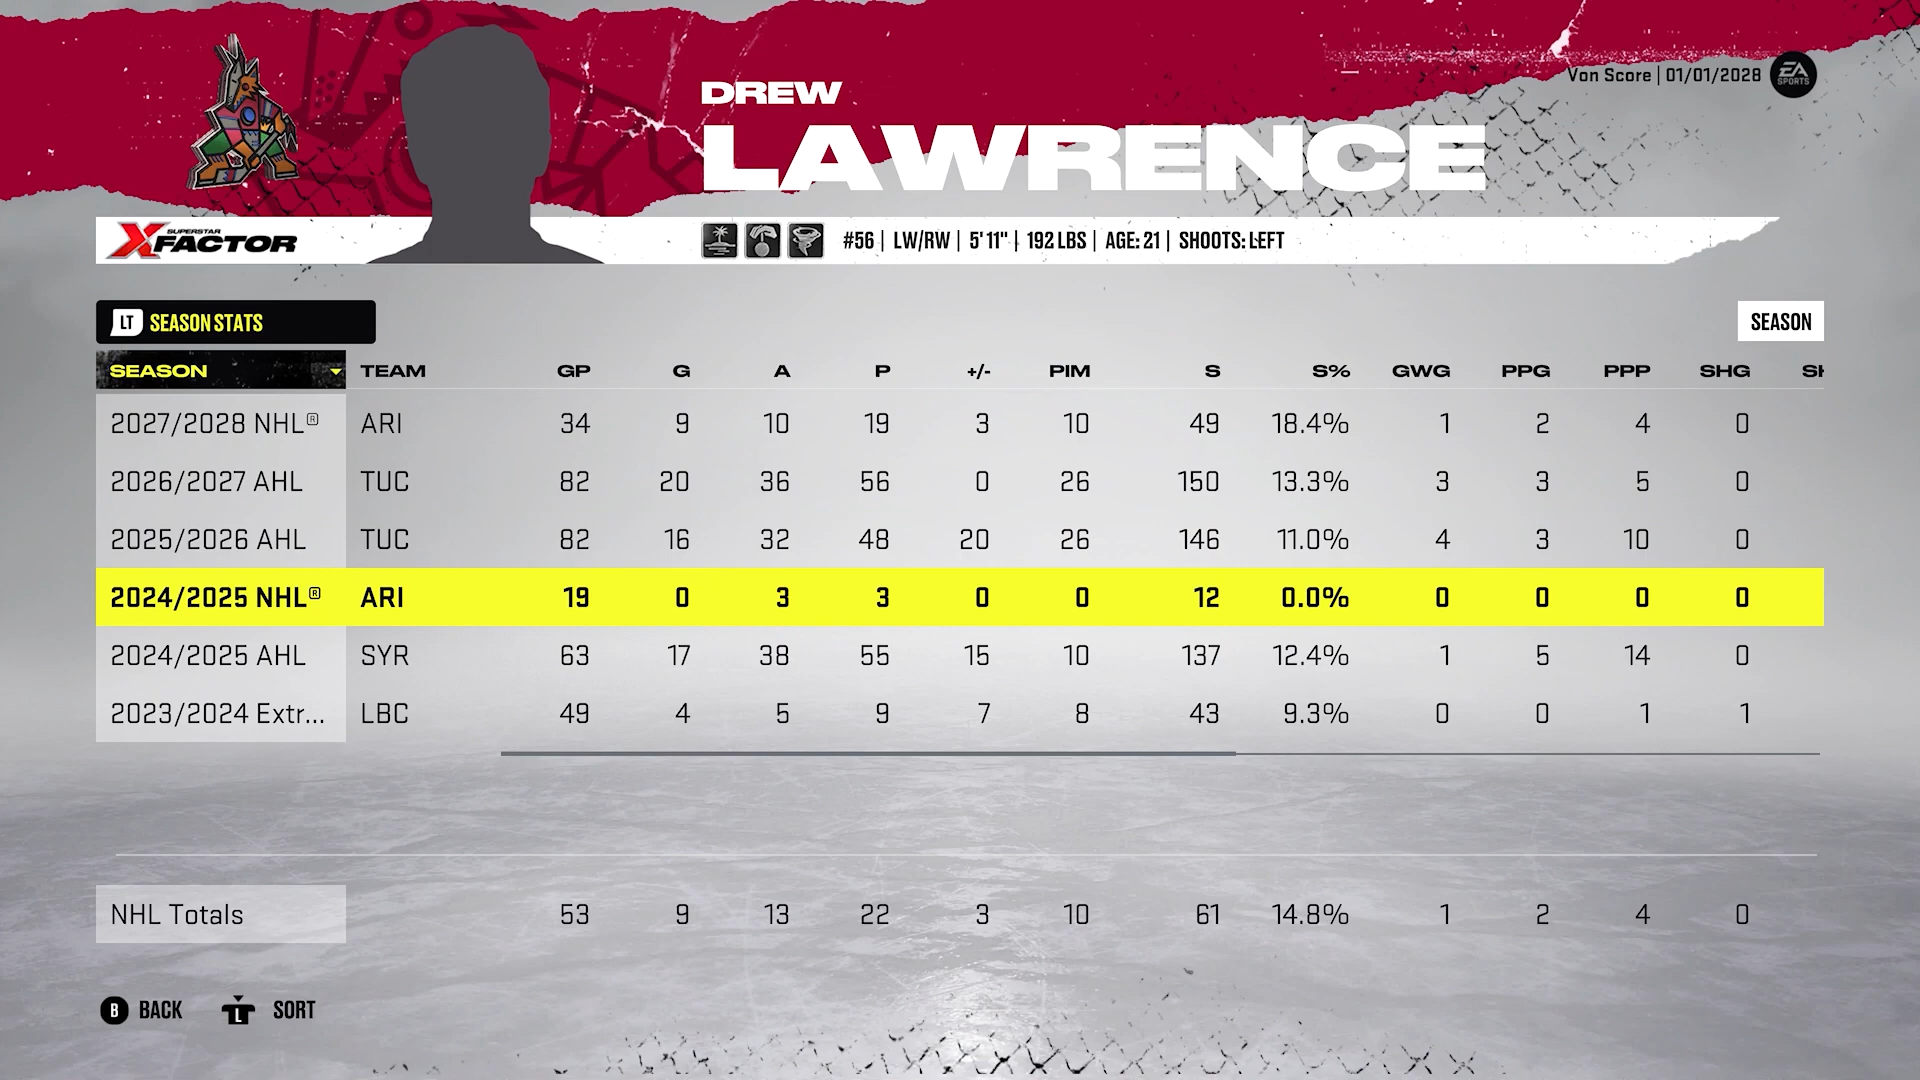 DREW
LAWRENCE
Von Score | 01/01/2028
EA SPORTS
SUPERSTAR
XFACTOR
#56 | LW/RW | 5' 11" | 192 LBS | AGE: 21 | SHOOTS: LEFT
LT SEASON STATS
SEASON
SEASON TEAM GP G A P +/- PIM S S% GWG PPG PPP SHG
2027/2028 NHL® ARI 34 9 10 19 3 10 49 18.4% 1 2 4 0
2026/2027 AHL TUC 82 20 36 56 0 26 150 13.3% 3 3 5 0
2025/2026 AHL TUC 82 16 32 48 20 26 146 11.0% 4 3 10 0
2024/2025 NHL® ARI 19 0 3 3 0 0 12 0.0% 0 0 0 0
2024/2025 AHL SYR 63 17 38 55 15 10 137 12.4% 1 5 14 0
2023/2024 Extr... LBC 49 4 5 9 7 8 43 9.3% 0 0 1 1
NHL Totals 53 9 13 22 3 10 61 14.8% 1 2 4 0
B BACK L SORT